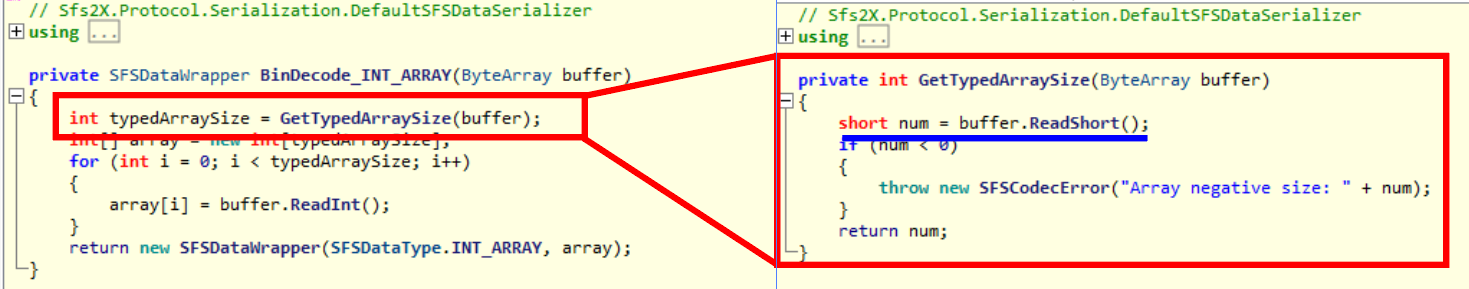 // Sfs2X.Protocol.Serialization.DefaultSFSDataSerializer
using ...
private SFSDataWrapper BinDecode_INT_ARRAY(ByteArray buffer)
{
int typedArraySize = GetTypedArraySize(buffer);
int[] array = new int[typedArraySize];
for (int i = 0; i < typedArraySize; i++)
{
array[i] = buffer.ReadInt();
}
return new SFSDataWrapper(SFSDataType.INT_ARRAY, array);
}
// Sfs2X.Protocol.Serialization.DefaultSFSDataSerializer
using ...
private int GetTypedArraySize(ByteArray buffer)
{
short num = buffer.ReadShort();
if (num < 0)
{
throw new SFSCodecError("Array negative size: " + num);
}
return num;
}